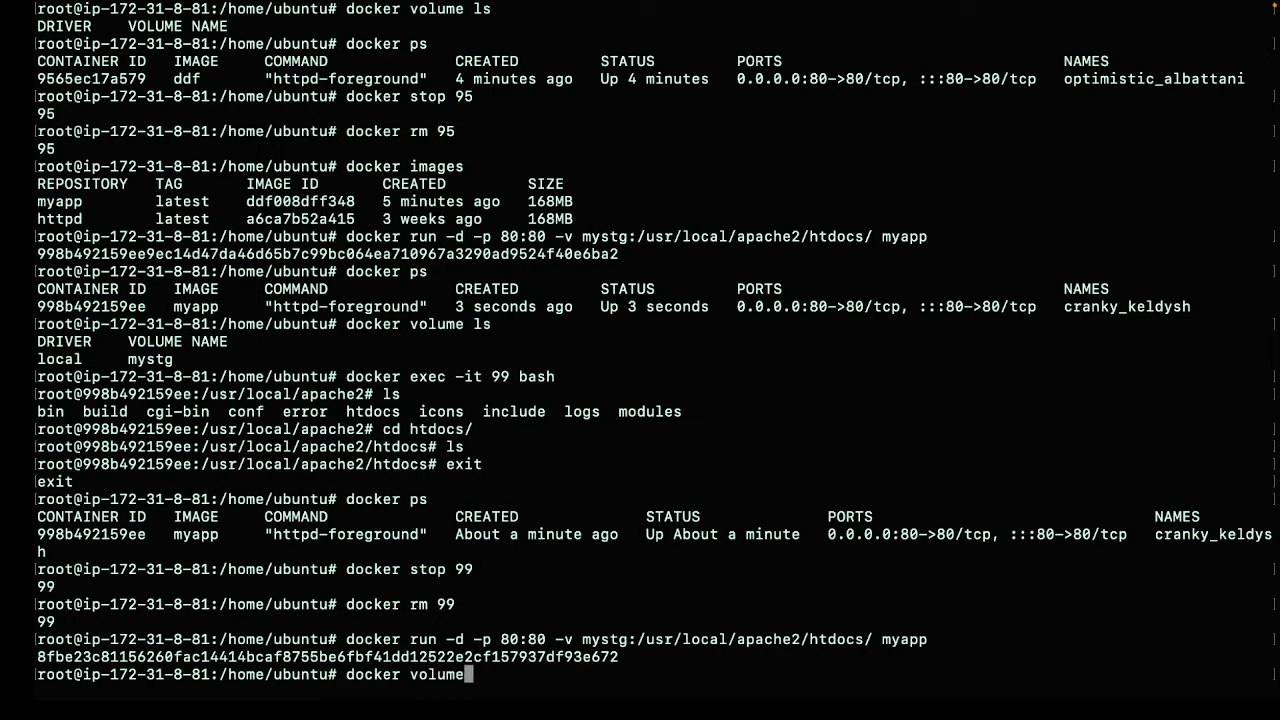 root@ip-172-31-8-81:/home/ubuntu# docker volume ls
DRIVER    VOLUME NAME
root@ip-172-31-8-81:/home/ubuntu# docker ps
CONTAINER ID   IMAGE     COMMAND              CREATED         STATUS         PORTS                               NAMES
9565ec17a579   ddf       "httpd-foreground"   4 minutes ago   Up 4 minutes   0.0.0.0:80->80/tcp, :::80->80/tcp   optimistic_albattani
root@ip-172-31-8-81:/home/ubuntu# docker stop 95
95
root@ip-172-31-8-81:/home/ubuntu# docker rm 95
95
root@ip-172-31-8-81:/home/ubuntu# docker images
REPOSITORY   TAG       IMAGE ID       CREATED         SIZE
myapp        latest    ddf008dff348   5 minutes ago   168MB
httpd        latest    a6ca7b52a415   3 weeks ago     168MB
root@ip-172-31-8-81:/home/ubuntu# docker run -d -p 80:80 -v mystg:/usr/local/apache2/htdocs/ myapp
998b492159ee9ec14d47da46d65b7c99bc064ea710967a3290ad9524f40e6ba2
root@ip-172-31-8-81:/home/ubuntu# docker ps
CONTAINER ID   IMAGE     COMMAND              CREATED         STATUS         PORTS                               NAMES
998b492159ee   myapp     "httpd-foreground"   3 seconds ago   Up 3 seconds   0.0.0.0:80->80/tcp, :::80->80/tcp   cranky_keldysh
root@ip-172-31-8-81:/home/ubuntu# docker volume ls
DRIVER    VOLUME NAME
local     mystg
root@ip-172-31-8-81:/home/ubuntu# docker exec -it 99 bash
root@998b492159ee:/usr/local/apache2# ls
bin  build  cgi-bin  conf  error  htdocs  icons  include  logs  modules
root@998b492159ee:/usr/local/apache2# cd htdocs/
root@998b492159ee:/usr/local/apache2/htdocs# ls
root@998b492159ee:/usr/local/apache2/htdocs# exit
exit
root@ip-172-31-8-81:/home/ubuntu# docker ps
CONTAINER ID   IMAGE     COMMAND              CREATED              STATUS              PORTS                               NAMES
998b492159ee   myapp     "httpd-foreground"   About a minute ago   Up About a minute   0.0.0.0:80->80/tcp, :::80->80/tcp   cranky_keldys
h
root@ip-172-31-8-81:/home/ubuntu# docker stop 99
99
root@ip-172-31-8-81:/home/ubuntu# docker rm 99
99
root@ip-172-31-8-81:/home/ubuntu# docker run -d -p 80:80 -v mystg:/usr/local/apache2/htdocs/ myapp
8fbe23c81156260fac14414bcaf8755be6fbf41dd12522e2cf157937df93e672
root@ip-172-31-8-81:/home/ubuntu# docker volume